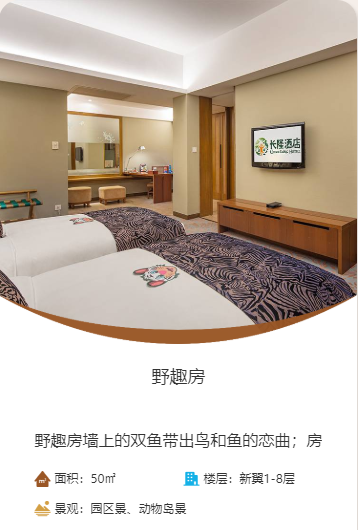 长隆酒店
CHIMELONG HOTEL
野趣房
野趣房墙上的双鱼带出鸟和鱼的恋曲；房
面积：50㎡ 楼层：新翼1-8层
景观：园区景、动物岛景